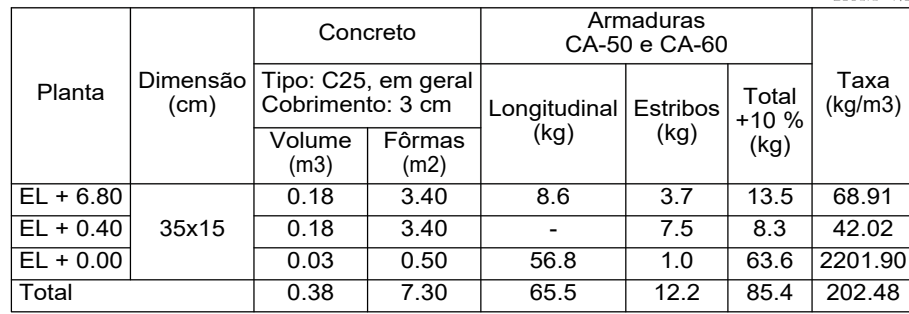 Planta
Dimensão
(cm)
Concreto
Armaduras
CA-50 e CA-60
Taxa
(kg/m3)
Tipo: C25, em geral
Cobrimento: 3 cm
Longitudinal
(kg)
Estribos
(kg)
Total
+10 %
(kg)
Volume
(m3)
Fôrmas
(m2)
EL + 6.80 35x15 0.18 3.40 8.6 3.7 13.5 68.91
EL + 0.40 0.18 3.40 - 7.5 8.3 42.02
EL + 0.00 0.03 0.50 56.8 1.0 63.6 2201.90
Total 0.38 7.30 65.5 12.2 85.4 202.48